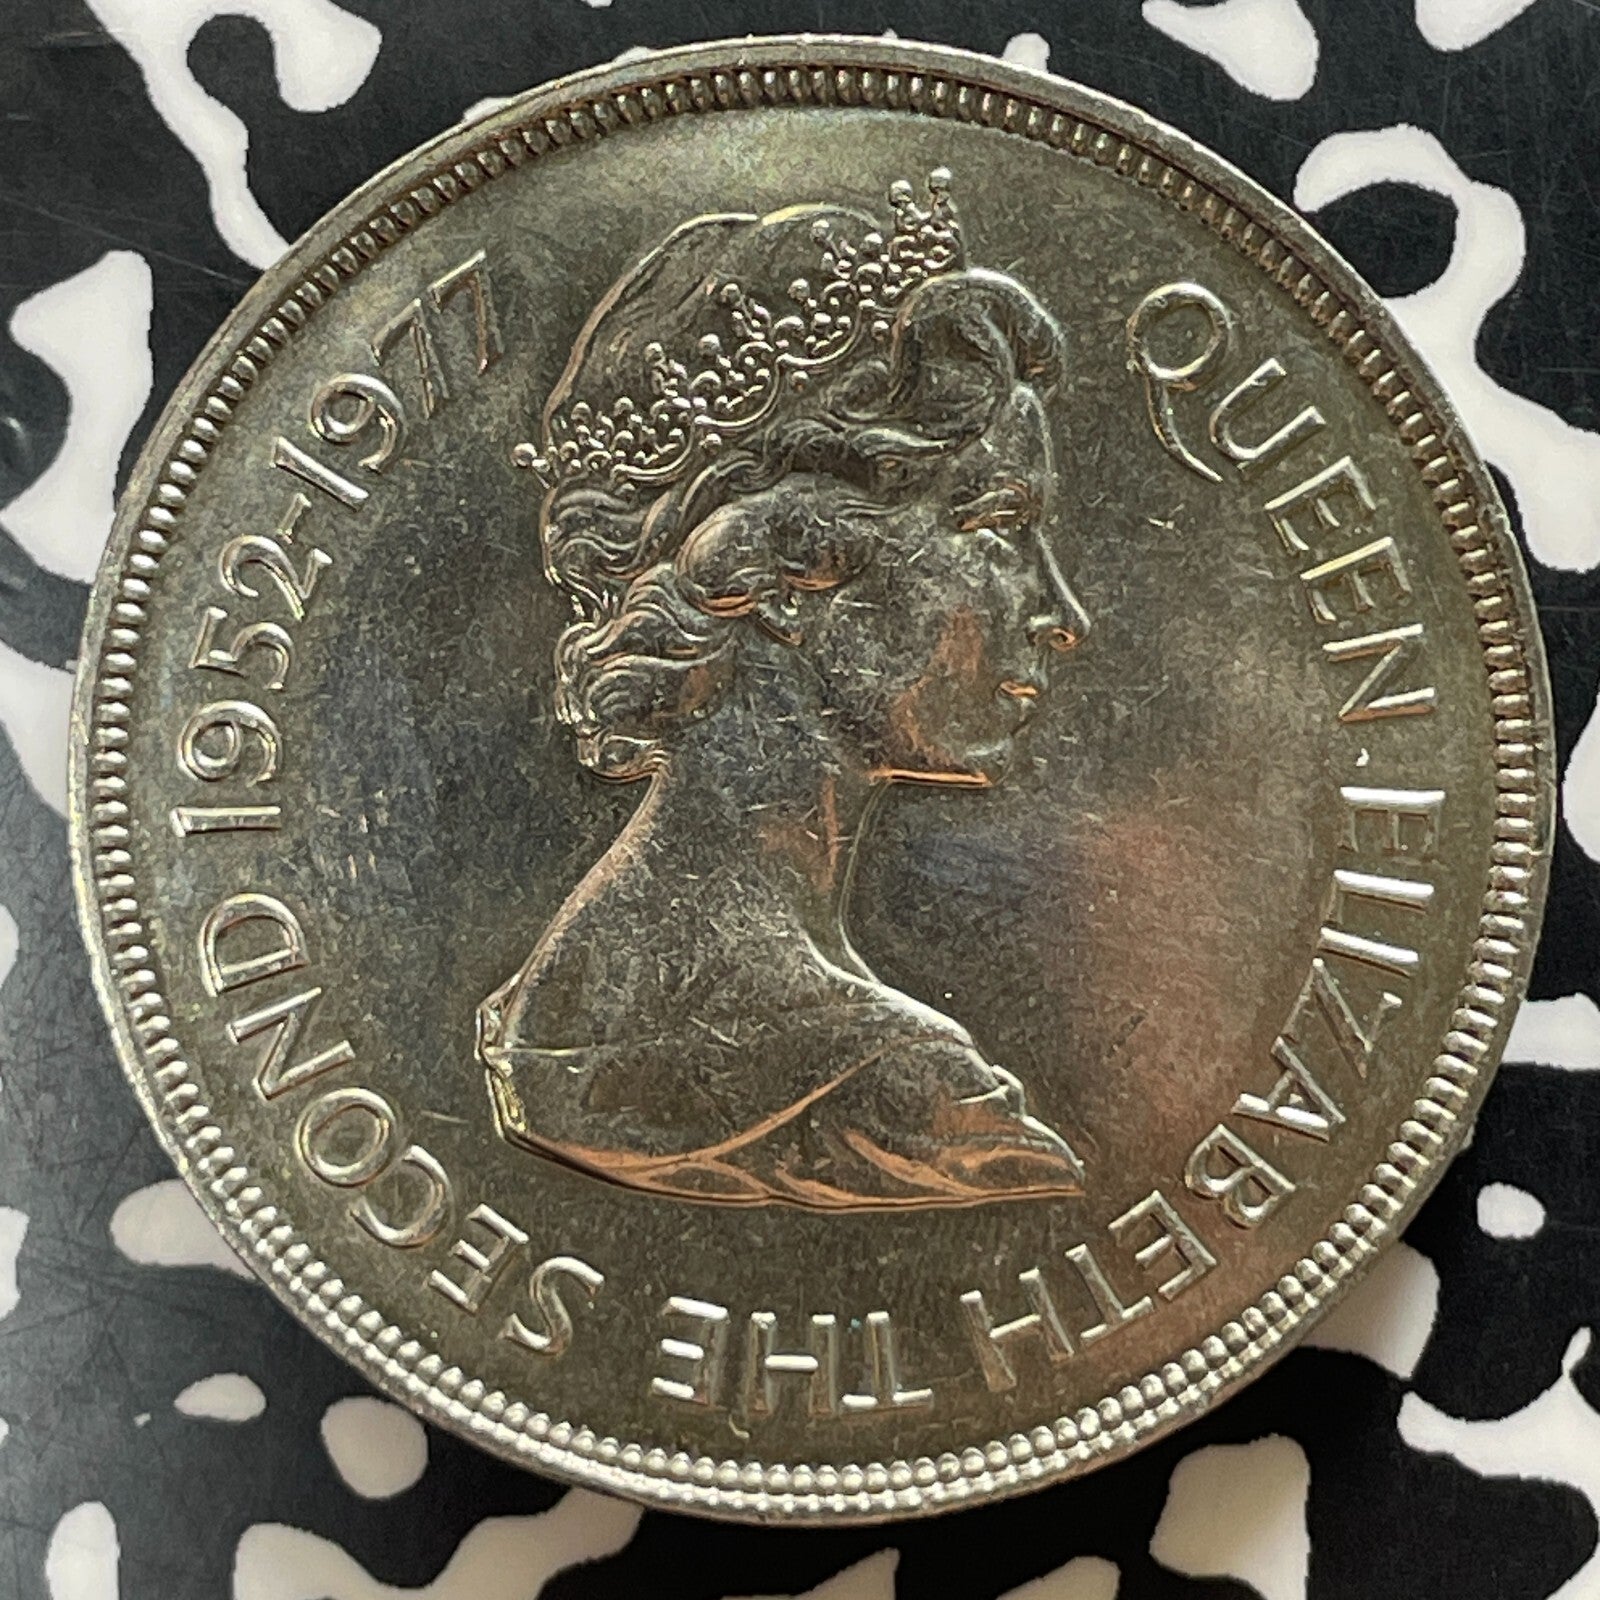 QUEEN·ELIZABETH THE SECOND 1952-1977